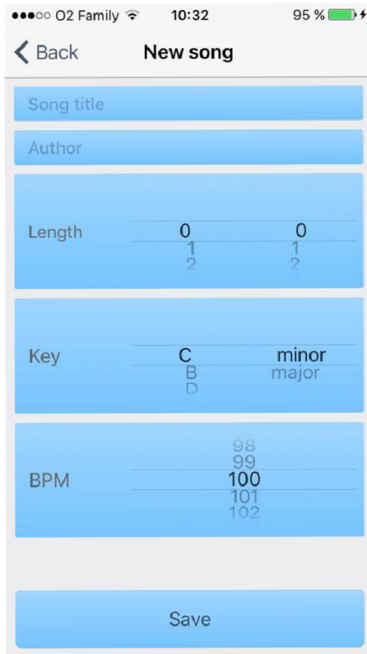 O2 Family 10:32 95 %
Back New song
Song title
Author
Length 0 0
1 1
2 2
Key C minor
B major
D
98
99
BPM 100
101
102
Save